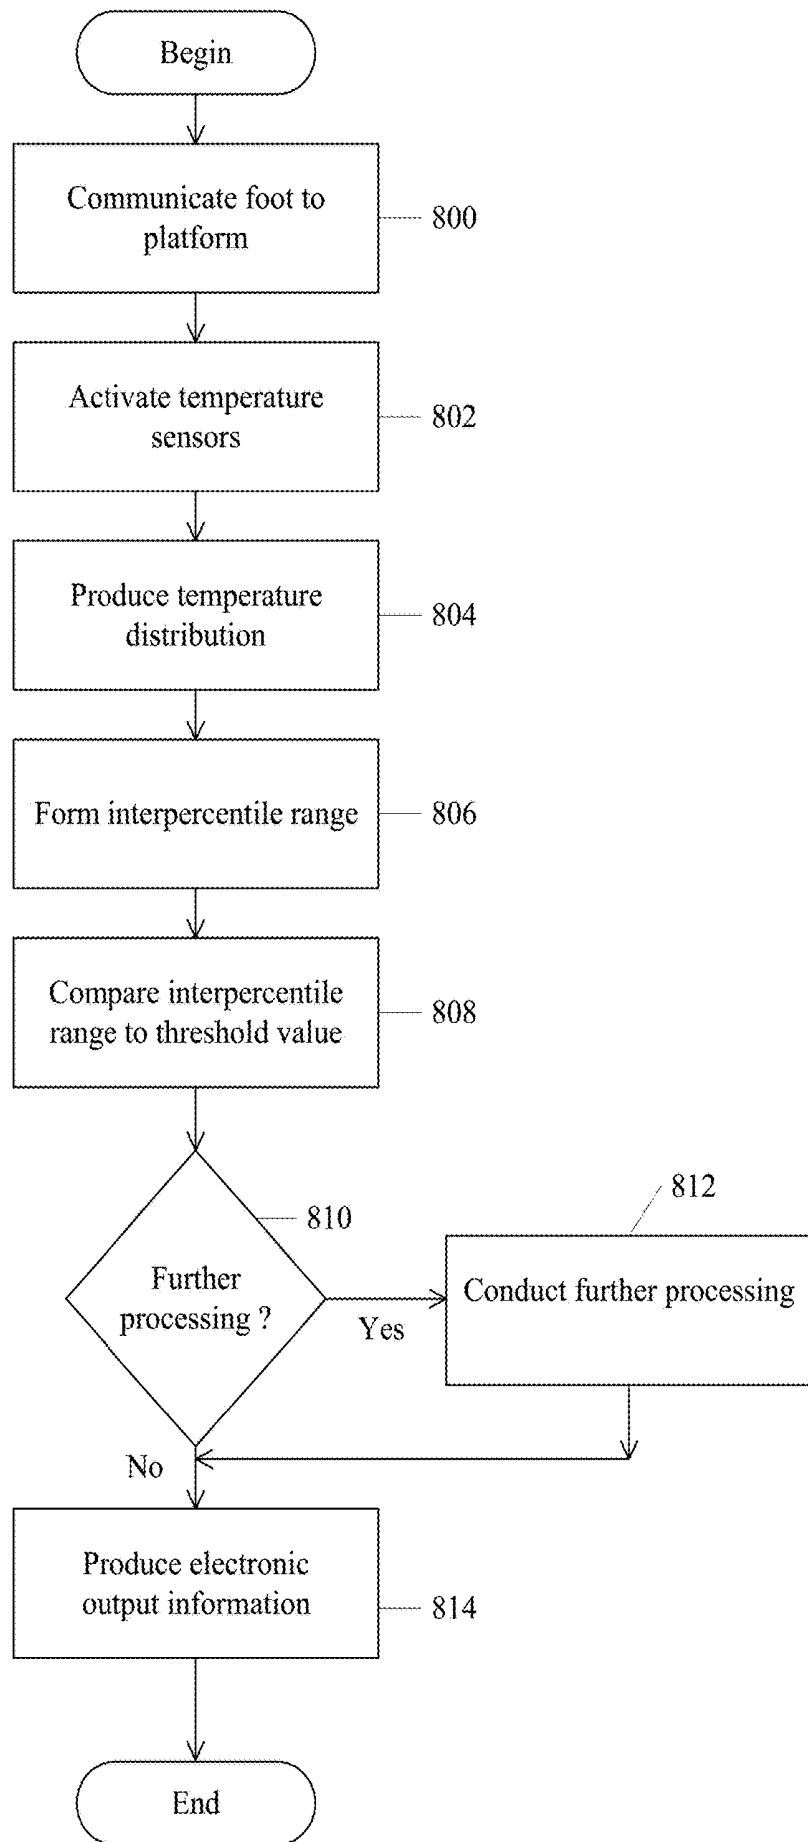 Begin
Communicate foot to
platform
800
Activate temperature
sensors
802
Produce temperature
distribution
804
Form interpercentile range
806
Compare interpercentile
range to threshold value
808
810
812
Further
processing ?
Yes
Conduct further processing
No
Produce electronic
output information
814
End